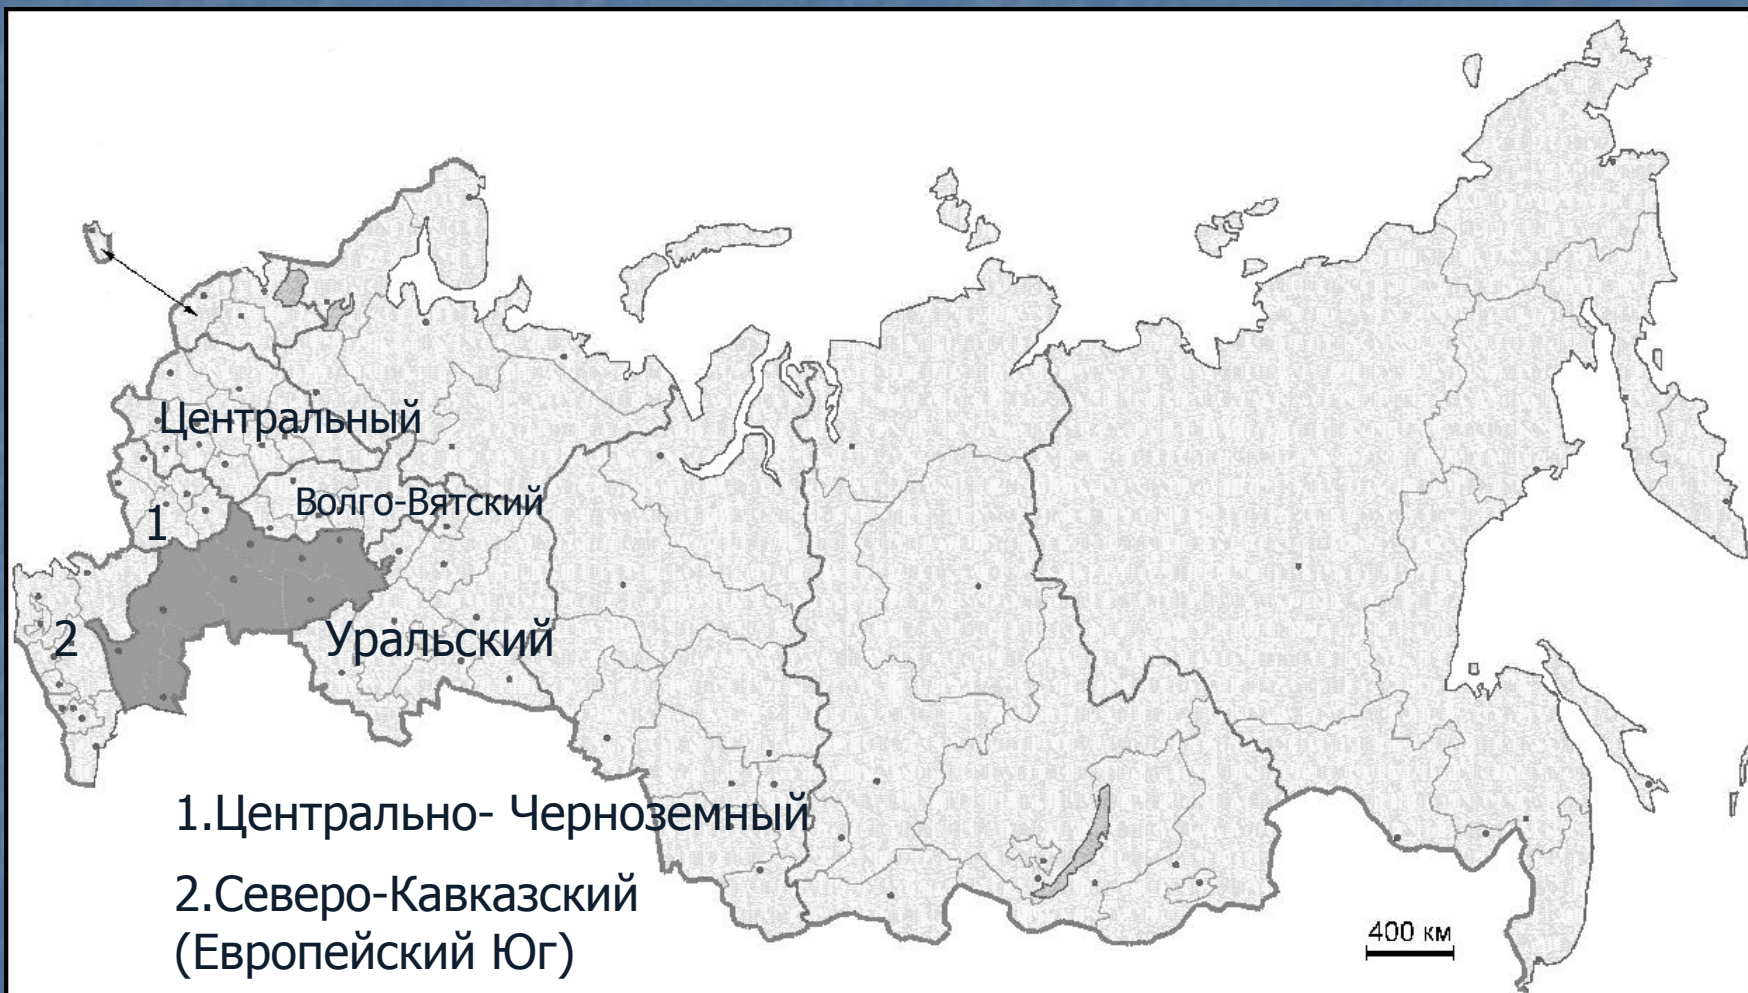 Центральный
Волго-Вятский
1
2
Уральский
1.Центрально- Черноземный
2.Северо-Кавказский
(Европейский Юг)
400 км